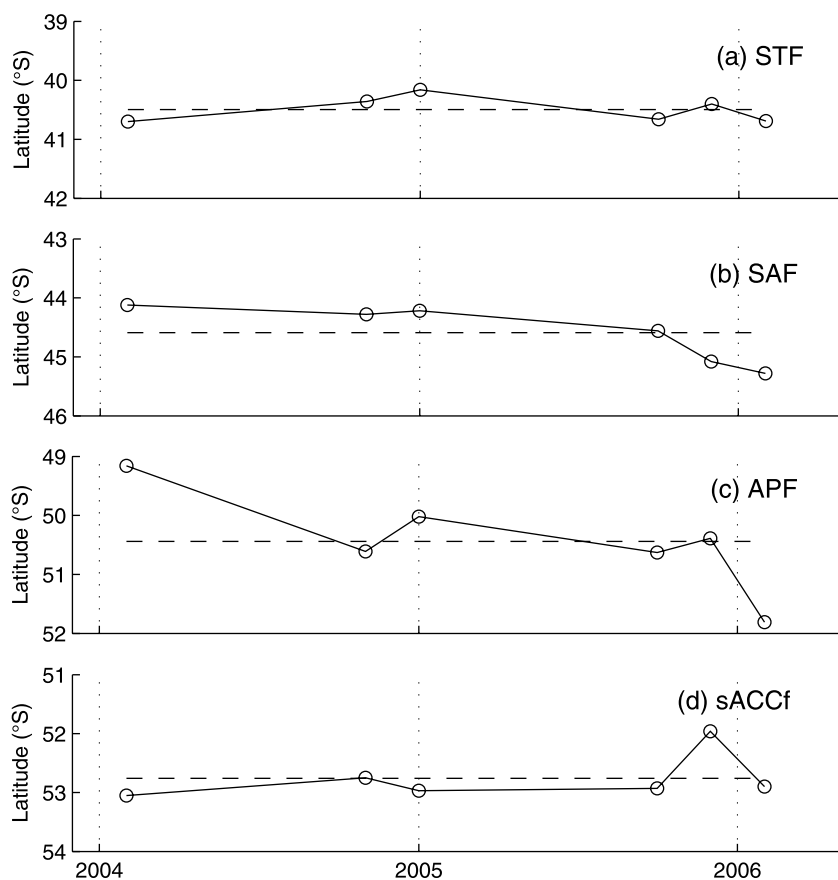 39
40
41
42
Latitude (°S)
(a) STF
43
44
45
46
Latitude (°S)
(b) SAF
49
50
51
52
Latitude (°S)
(c) APF
51
52
53
54
Latitude (°S)
(d) sACCf
2004 2005 2006